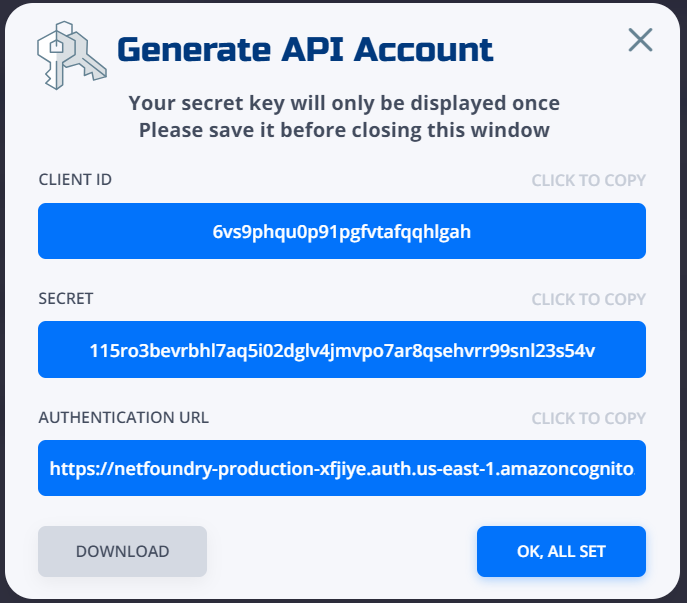 Generate API Account
Your secret key will only be displayed once
Please save it before closing this window
CLIENT ID
CLICK TO COPY
6vs9phqu0p91pgfvtafqqhlgah
SECRET
CLICK TO COPY
115ro3bevrbhl7aq5i02dglv4jmvpo7ar8qsehvrr99snl23s54v
AUTHENTICATION URL
CLICK TO COPY
https://netfoundry-production-xfjiye.auth.us-east-1.amazoncognito.
DOWNLOAD
OK, ALL SET